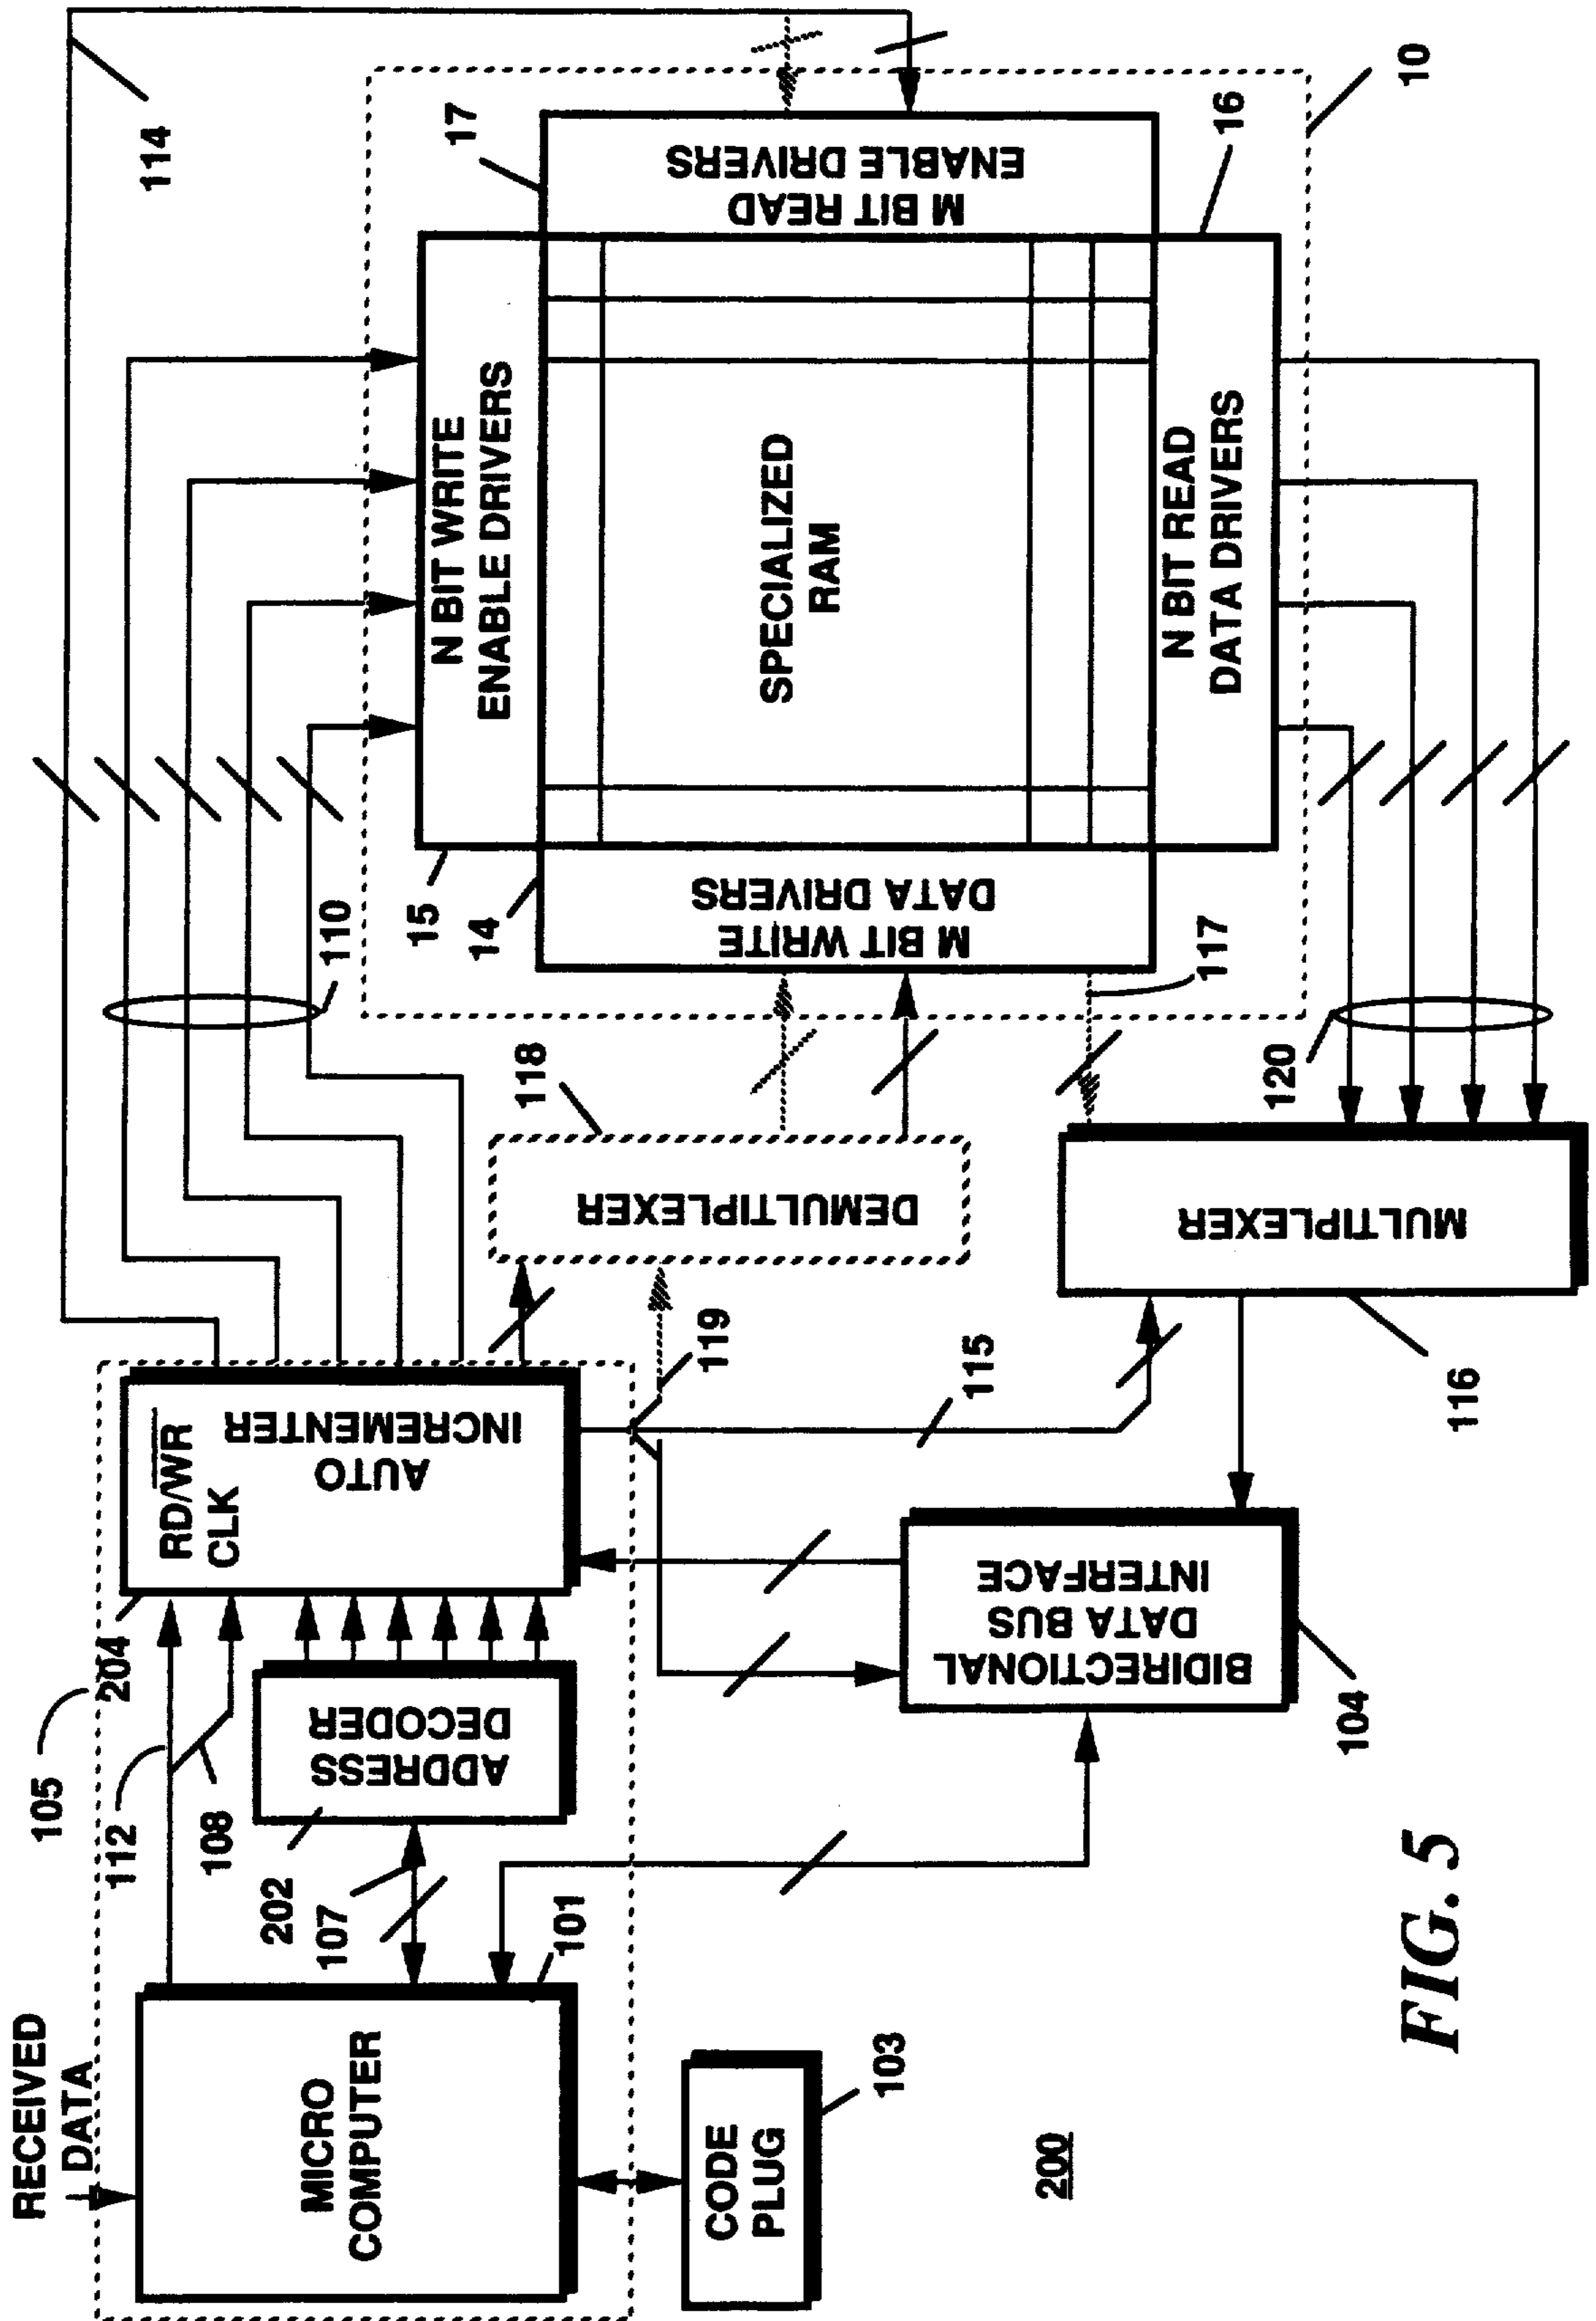 RECEIVED
DATA
105
112
204
108
MICRO
COMPUTER
202
107
101
ADDRESS
DECODER
RD/WR
CLK
AUTO
INCREMENTER
CODE
PLUG
103
BIDIRECTIONAL
DATA BUS
INTERFACE
104
119
115
118
DEMULTIPLEXER
MULTIPLEXER
116
110
114
15
14
N BIT WRITE
ENABLE DRIVERS
M BIT WRITE
DATA DRIVERS
SPECIALIZED
RAM
M BIT READ
ENABLE DRIVERS
17
N BIT READ
DATA DRIVERS
16
10
117
120
200
FIG. 5